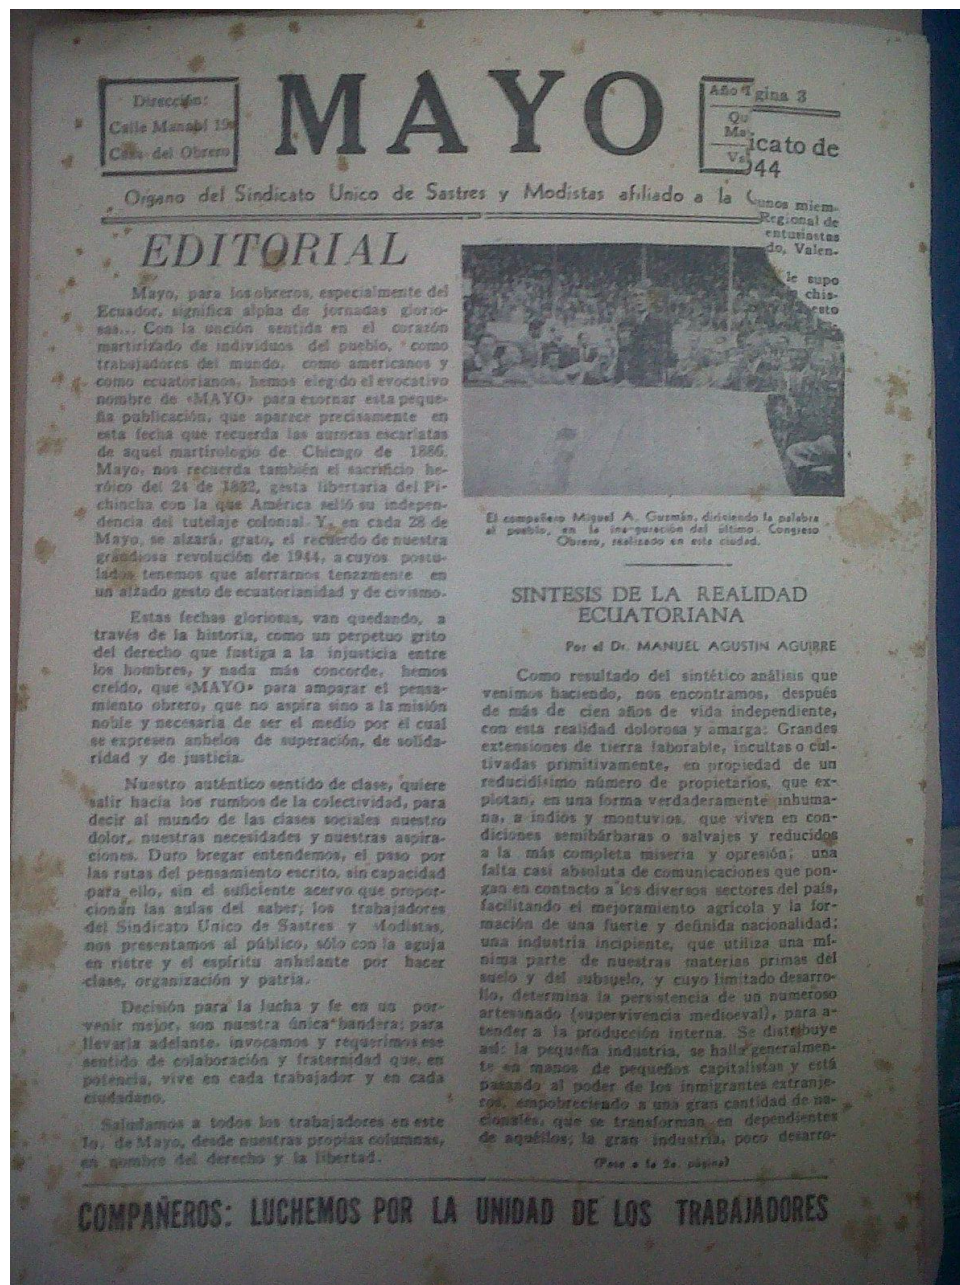 Dirección:
Calle Manabí 19
Casa del Obrero
MAYO
Año 1
Qu
Ma
Va
gina 3
icato de
944
Organo del Sindicato Unico de Sastres y Modistas afiliado a la C
unos miem-
Regional de
entusiastas
do, Valen-
le supo
chis-
esto
EDITORIAL
Mayo, para los obreros, especialmente del
Ecuador, significa alpha de jornadas glorio-
sas... Con la unción sentida en el corazón
martirizado de individuos del pueblo, como
trabajadores del mundo, como americanos y
como ecuatorianos, hemos elegido el evocativo
nombre de «MAYO» para exornar esta peque-
ña publicación, que aparece precisamente en
esta fecha que recuerda las auroras escarlatas
de aquel martirologio de Chicago de 1886.
Mayo, nos recuerda también el sacrificio he-
róico del 24 de 1822, gesta libertaria del Pi-
chincha con la que América selló su indepen-
dencia del tutelaje colonial. Y, en cada 28 de
Mayo, se alzará, grato, el recuerdo de nuestra
grandiosa revolución de 1944, a cuyos postu-
lados tenemos que aferrarnos tenazmente en
un alzado gesto de ecuatorianidad y de civismo.
Estas fechas gloriosas, van quedando, a
través de la historia, como un perpetuo grito
del derecho que fustiga a la injusticia entre
los hombres, y nada más concorde, hemos
creído, que «MAYO» para amparar el pensa-
miento obrero, que no aspira sino a la misión
noble y necesaria de ser el medio por el cual
se expresen anhelos de superación, de solida-
ridad y de justicia.
Nuestro auténtico sentido de clase, quiere
salir hacia los rumbos de la colectividad, para
decir al mundo de las clases sociales nuestro
dolor, nuestras necesidades y nuestras aspira-
ciones. Duro bregar entendemos, el paso por
las rutas del pensamiento escrito, sin capacidad
para ello, sin el suficiente acervo que propor-
cionan las aulas del saber; los trabajadores
del Sindicato Unico de Sastres y Modistas,
nos presentamos al público, sólo con la aguja
en ristre y el espíritu anhelante por hacer
clase, organización y patria.
Decisión para la lucha y fe en un por-
venir mejor, son nuestra única bandera; para
llevarla adelante, invocamos y requerimos ese
sentido de colaboración y fraternidad que, en
potencia, vive en cada trabajador y en cada
ciudadano.
Saludamos a todos los trabajadores en este
1o. de Mayo, desde nuestras propias columnas,
en nombre del derecho y la libertad.
El compañero Miguel A. Guzmán, dirigiendo la palabra
al pueblo, en la inauguración del último Congreso
Obrero, realizado en esta ciudad.
SINTESIS DE LA REALIDAD
ECUATORIANA
Por el Dr. MANUEL AGUSTIN AGUIRRE
Como resultado del sintético análisis que
venimos haciendo, nos encontramos, después
de más de cien años de vida independiente,
con esta realidad dolorosa y amarga: Grandes
extensiones de tierra laborable, incultas o cul-
tivadas primitivamente, en propiedad de un
reducidísimo número de propietarios, que ex-
plotan, en una forma verdaderamente inhuma-
na, a indios y montuvios, que viven en con-
diciones semibárbaras o salvajes y reducidos
a la más completa miseria y opresión; una
falta casi absoluta de comunicaciones que pon-
gan en contacto a los diversos sectores del país,
facilitando el mejoramiento agrícola y la for-
mación de una fuerte y definida nacionalidad;
una industria incipiente, que utiliza una mí-
nima parte de nuestras materias primas del
suelo y del subsuelo, y cuyo limitado desarro-
llo, determina la persistencia de un numeroso
artesanado (supervivencia medioeval), para a-
tender a la producción interna. Se distribuye
así: la pequeña industria, se halla generalmen-
te en manos de pequeños capitalistas y está
pasando al poder de los inmigrantes extranje-
ros, empobreciendo a una gran cantidad de na-
cionales, que se transforman en dependientes
de aquéllos; la gran industria, poco desarro-
(Pasa a la 2a. página)
COMPAÑEROS: LUCHEMOS POR LA UNIDAD DE LOS TRABAJADORES